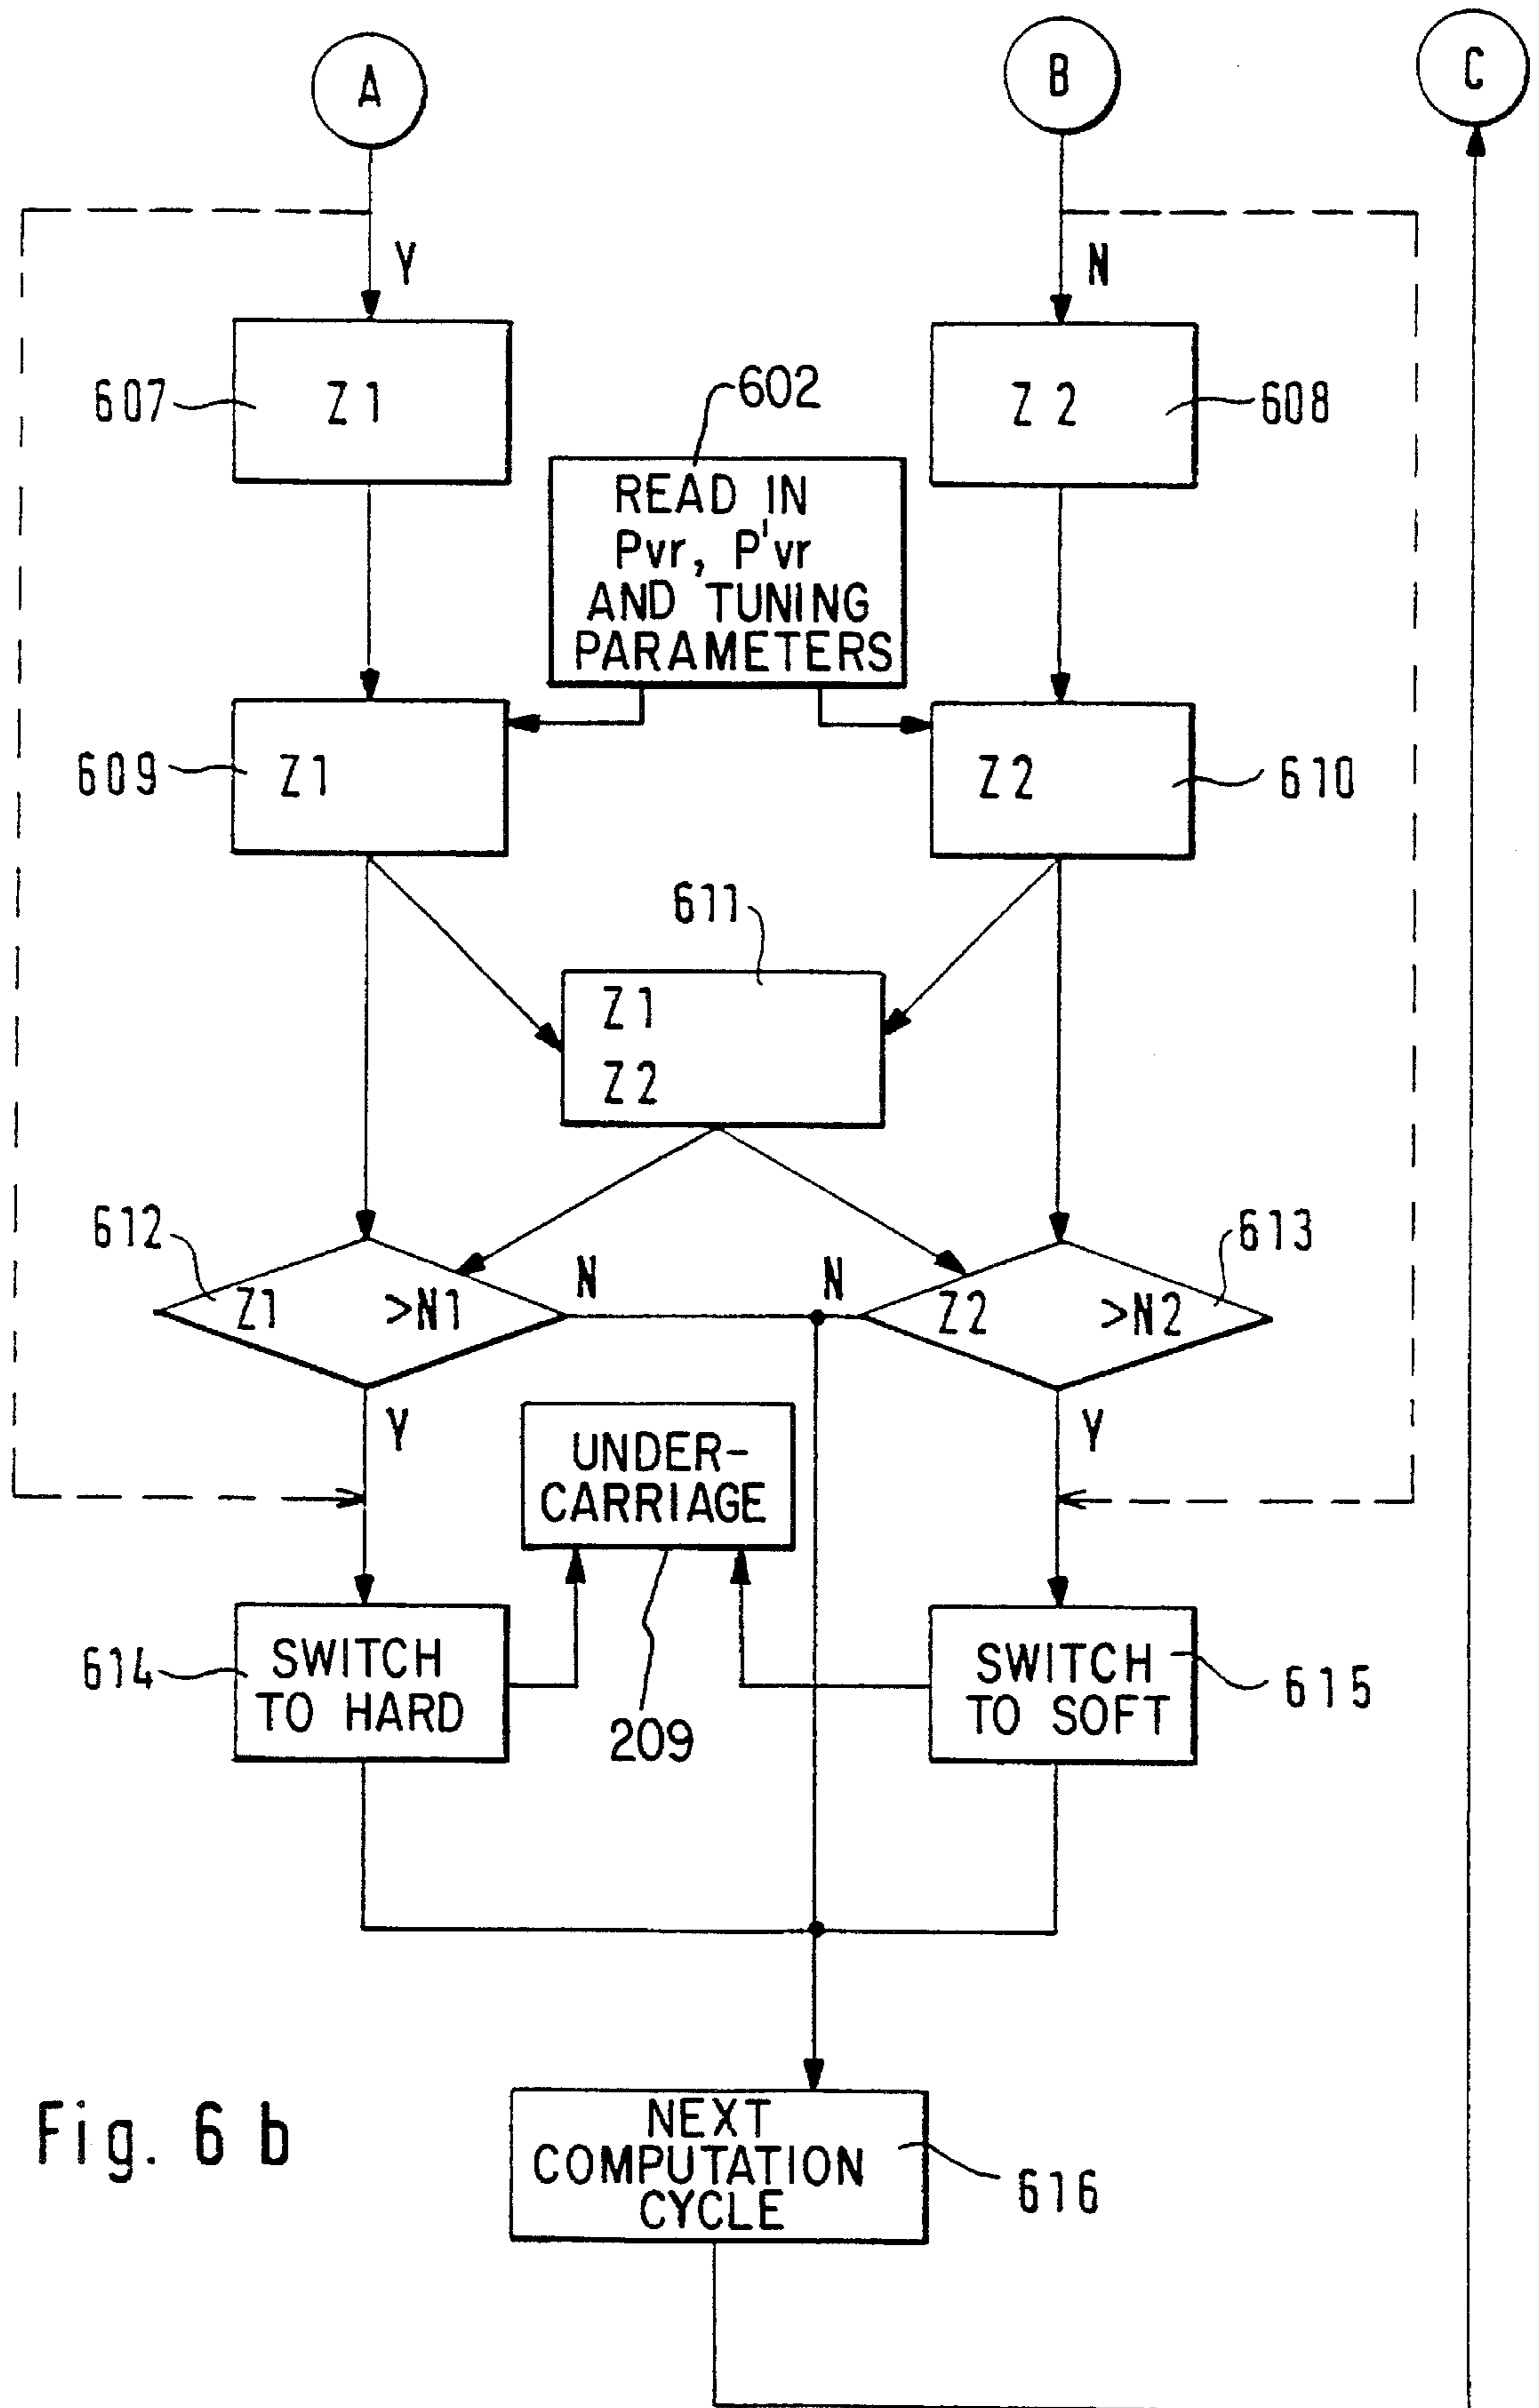 A
B
C
Y
N
607
Z1
602
Z2
608
READ IN
Pvr, P'vr
AND TUNING
PARAMETERS
609
Z1
Z2
610
611
Z1
Z2
612
Z1 >N1
N
N
Z2 >N2
613
Y
Y
UNDER-
CARRIAGE
614
SWITCH
TO HARD
209
SWITCH
TO SOFT
615
Fig. 6 b
NEXT
COMPUTATION
CYCLE
616